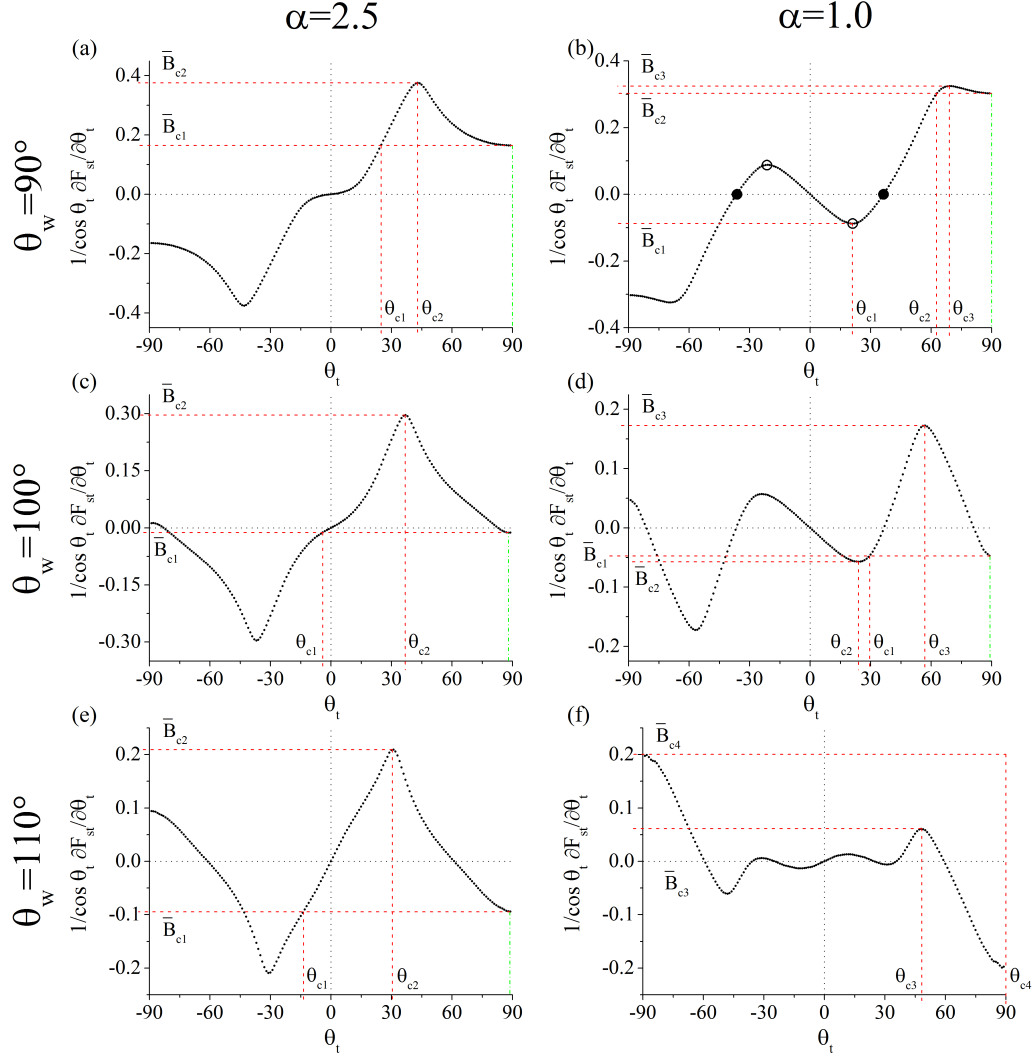 α=2.5 α=1.0
θw=90°
(a)
B̅c2
B̅c1
0.4
0.2
0.0
-0.2
-0.4
θc1 θc2
-90 -60 -30 0 30 60 90
θt
1/cos θt ∂Fst/∂θt
(b)
B̅c3
B̅c2
B̅c1
0.4
0.2
0.0
-0.2
-0.4
θc1 θc2 θc3
-90 -60 -30 0 30 60 90
θt
1/cos θt ∂Fst/∂θt
θw=100°
(c)
B̅c2
B̅c1
0.30
0.15
0.00
-0.15
-0.30
θc1 θc2
-90 -60 -30 0 30 60 90
θt
1/cos θt ∂Fst/∂θt
(d)
B̅c3
B̅c1
B̅c2
0.2
0.1
0.0
-0.1
-0.2
θc2 θc1 θc3
-90 -60 -30 0 30 60 90
θt
1/cos θt ∂Fst/∂θt
θw=110°
(e)
B̅c2
B̅c1
0.2
0.1
0.0
-0.1
-0.2
θc1 θc2
-90 -60 -30 0 30 60 90
θt
1/cos θt ∂Fst/∂θt
(f)
B̅c4
B̅c3
0.2
0.1
0.0
-0.1
-0.2
θc3 θc4
-90 -60 -30 0 30 60 90
θt
1/cos θt ∂Fst/∂θt